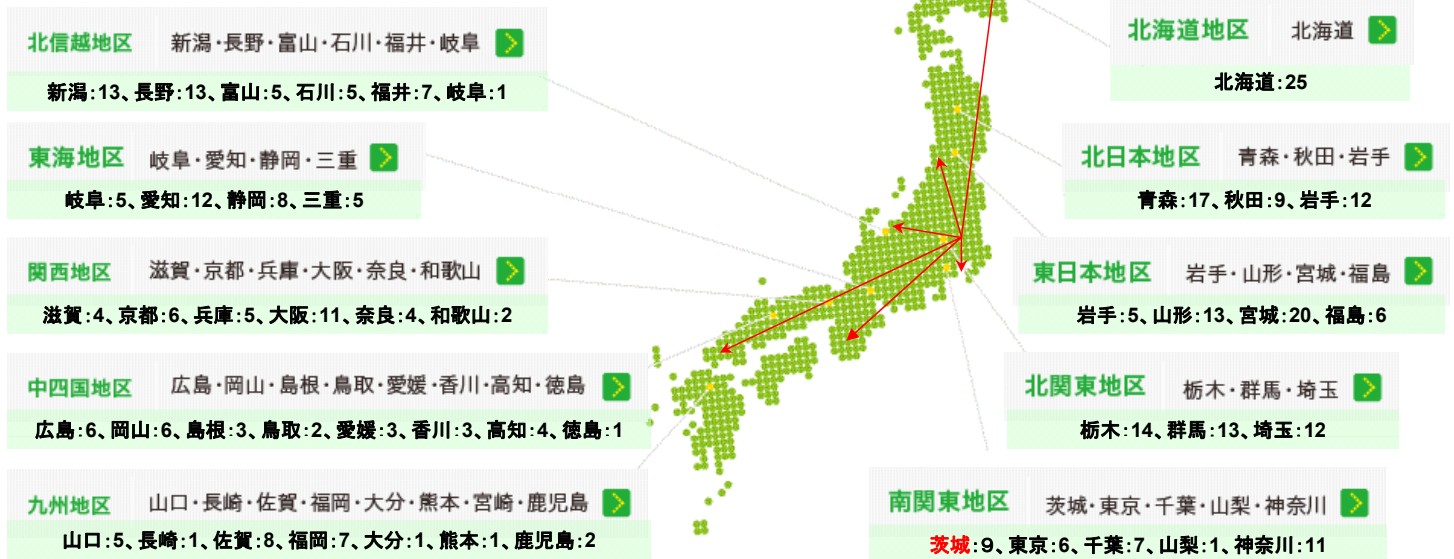 北信越地区 新潟・長野・富山・石川・福井・岐阜
新潟:13、長野:13、富山:5、石川:5、福井:7、岐阜:1
東海地区 岐阜・愛知・静岡・三重
岐阜:5、愛知:12、静岡:8、三重:5
関西地区 滋賀・京都・兵庫・大阪・奈良・和歌山
滋賀:4、京都:6、兵庫:5、大阪:11、奈良:4、和歌山:2
中四国地区 広島・岡山・島根・鳥取・愛媛・香川・高知・徳島
広島:6、岡山:6、島根:3、鳥取:2、愛媛:3、香川:3、高知:4、徳島:1
九州地区 山口・長崎・佐賀・福岡・大分・熊本・宮崎・鹿児島
山口:5、長崎:1、佐賀:8、福岡:7、大分:1、熊本:1、鹿児島:2
北海道地区 北海道
北海道:25
北日本地区 青森・秋田・岩手
青森:17、秋田:9、岩手:12
東日本地区 岩手・山形・宮城・福島
岩手:5、山形:13、宮城:20、福島:6
北関東地区 栃木・群馬・埼玉
栃木:14、群馬:13、埼玉:12
南関東地区 茨城・東京・千葉・山梨・神奈川
茨城:9、東京:6、千葉:7、山梨:1、神奈川:11